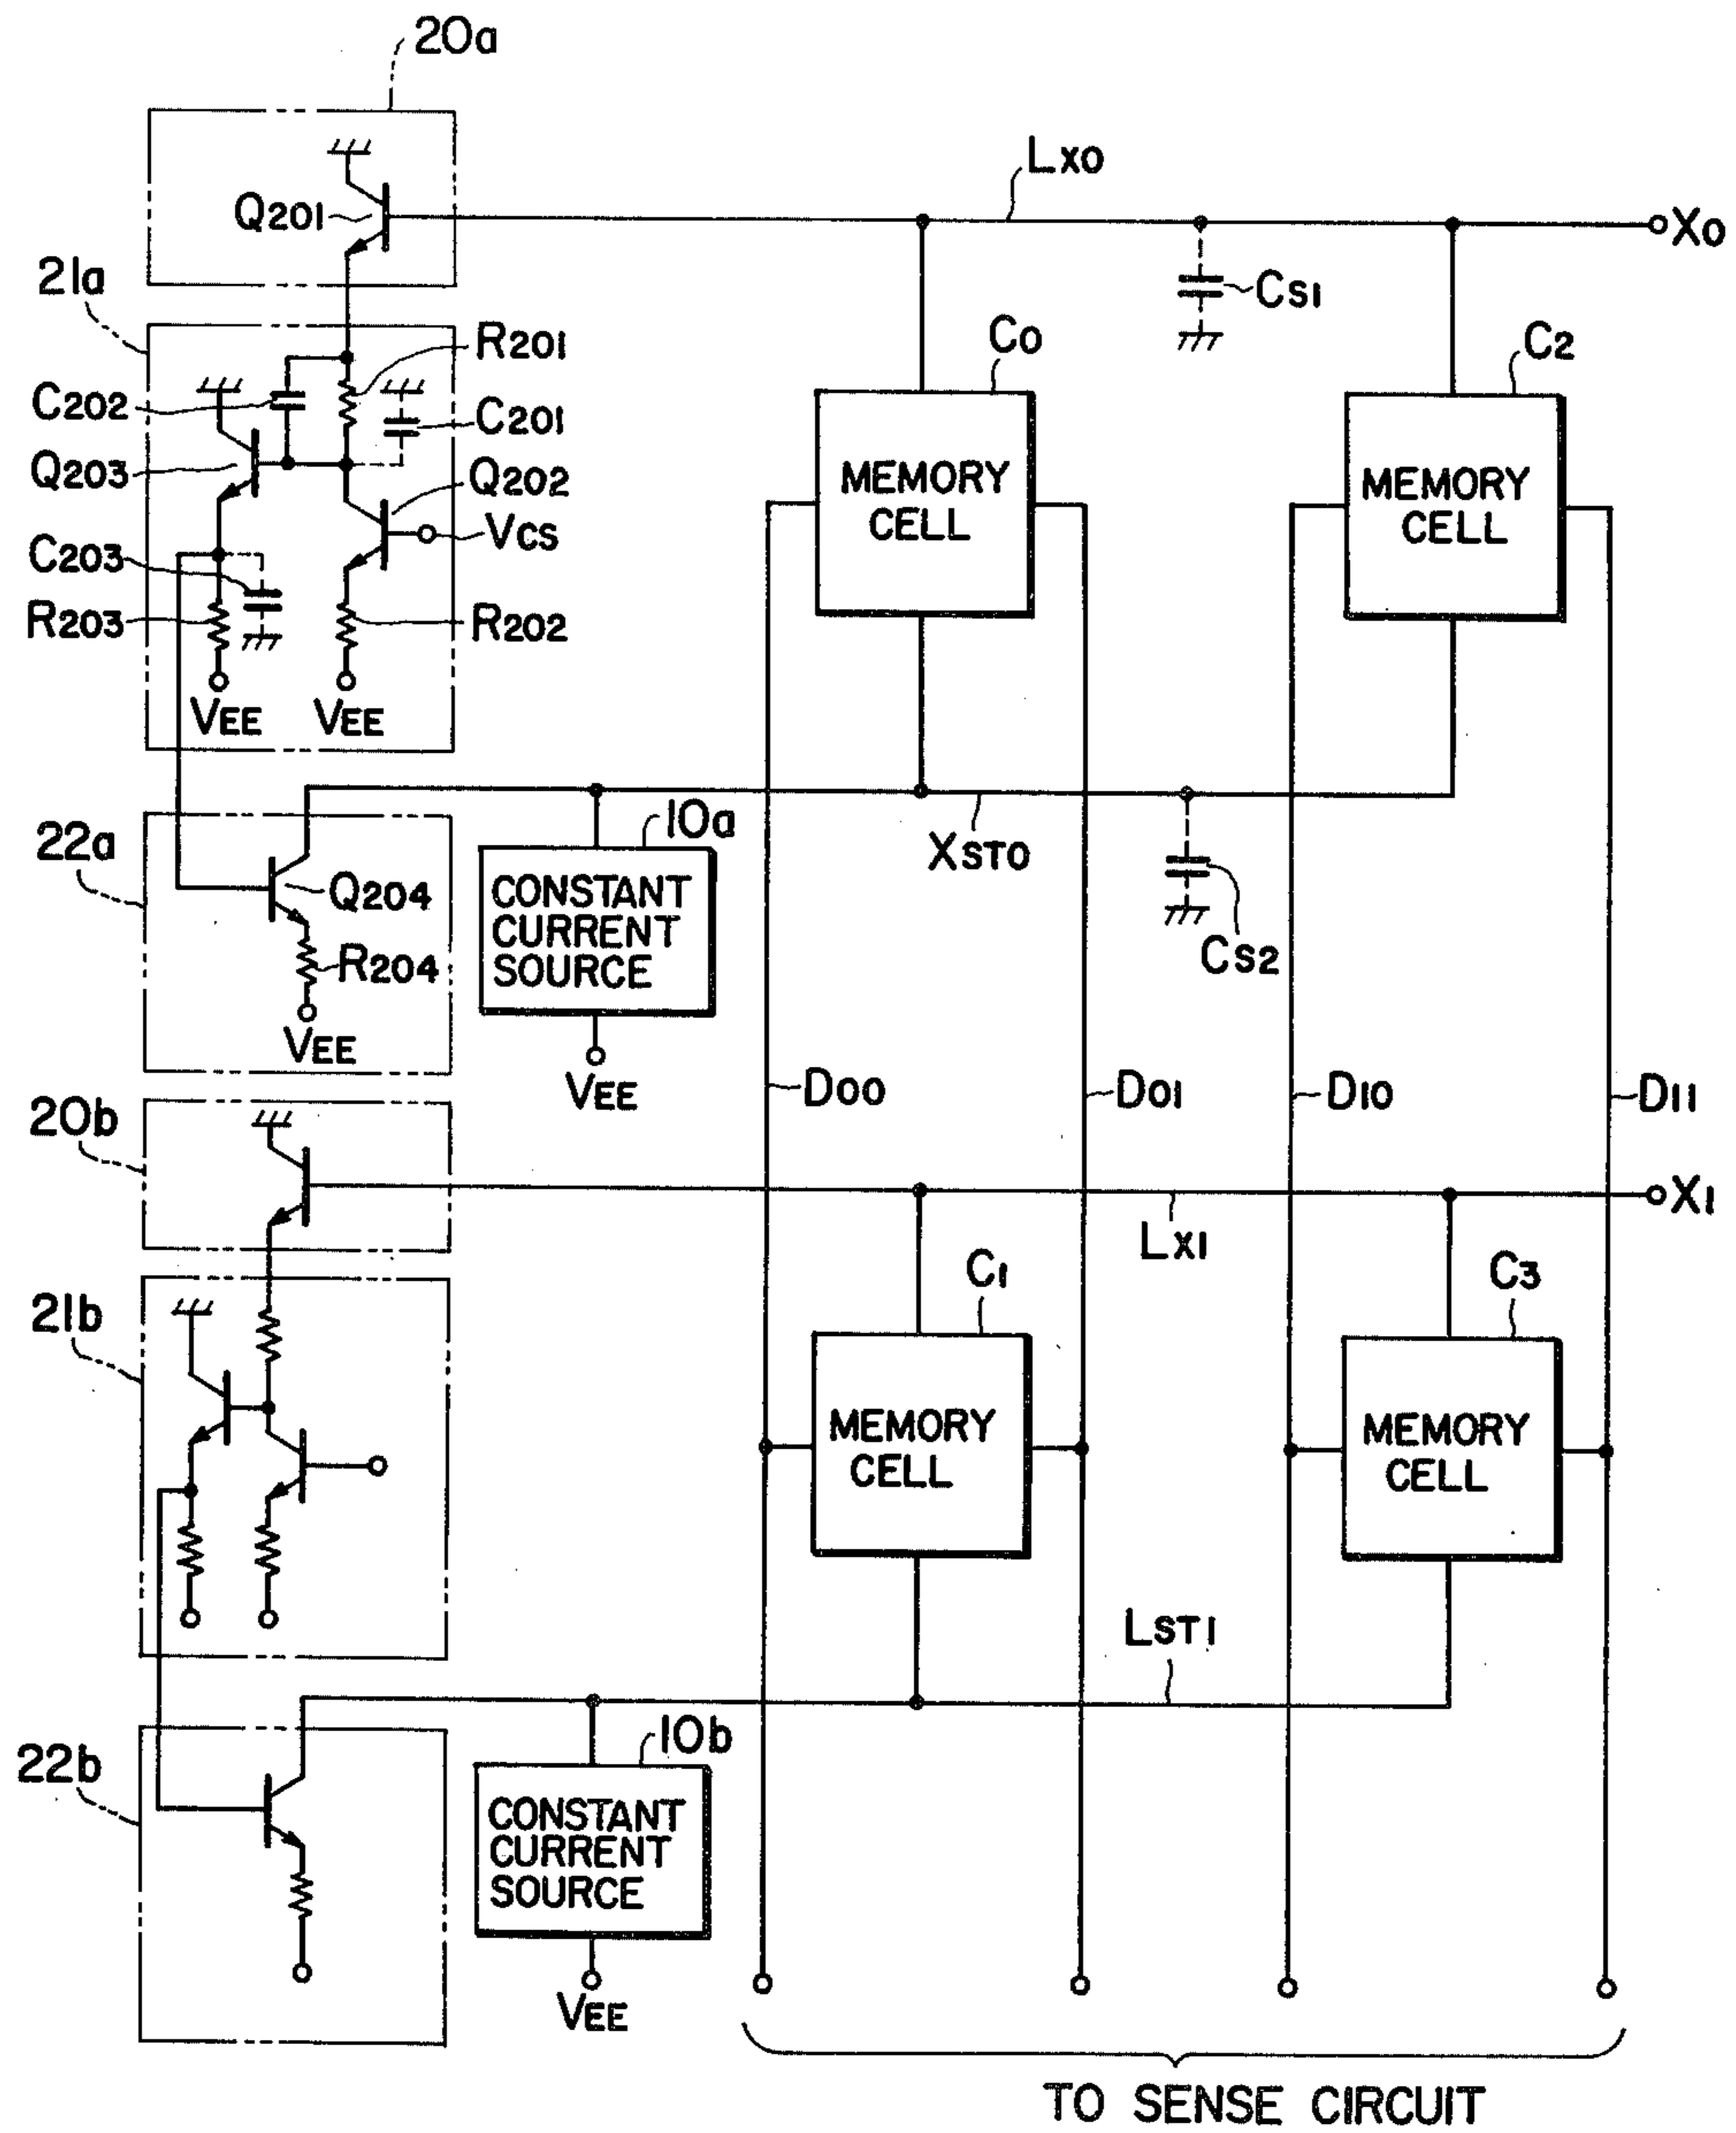 20a
Lx0
Q201
X0
21a
R201
CS1
C0
C2
C202
C201
Q203
Q202
MEMORY
CELL
MEMORY
CELL
VCS
C203
R203
R202
VEE
VEE
10a
22a
XST0
Q204
CONSTANT
CURRENT
SOURCE
R204
CS2
VEE
VEE
D00
D01
D10
D11
20b
X1
LX1
C1
C3
21b
MEMORY
CELL
MEMORY
CELL
LST1
10b
22b
CONSTANT
CURRENT
SOURCE
VEE
TO SENSE CIRCUIT